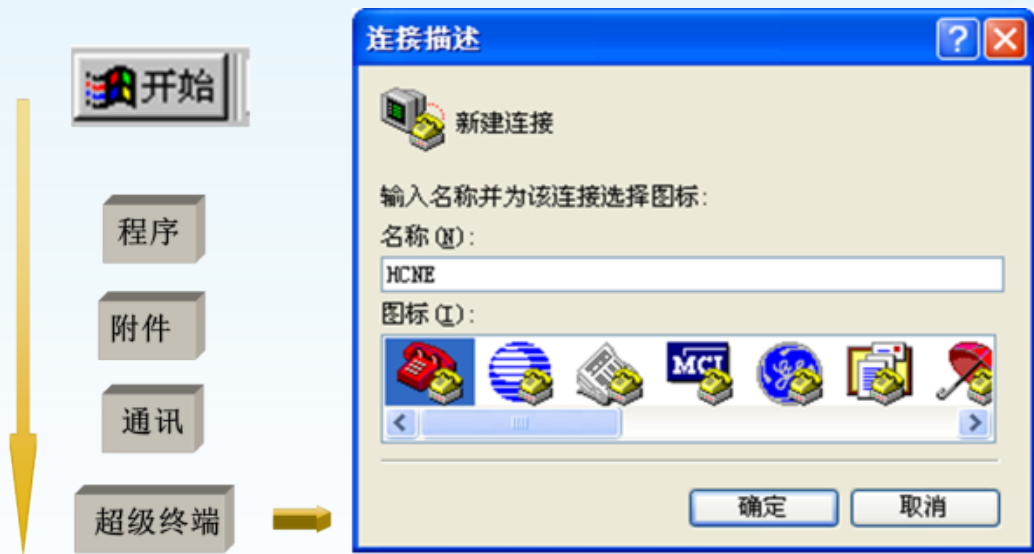 开始
程序
附件
通讯
超级终端
连接描述
新建连接
输入名称并为该连接选择图标:
名称(N):
HCNE
图标(I):
MCI
确定
取消